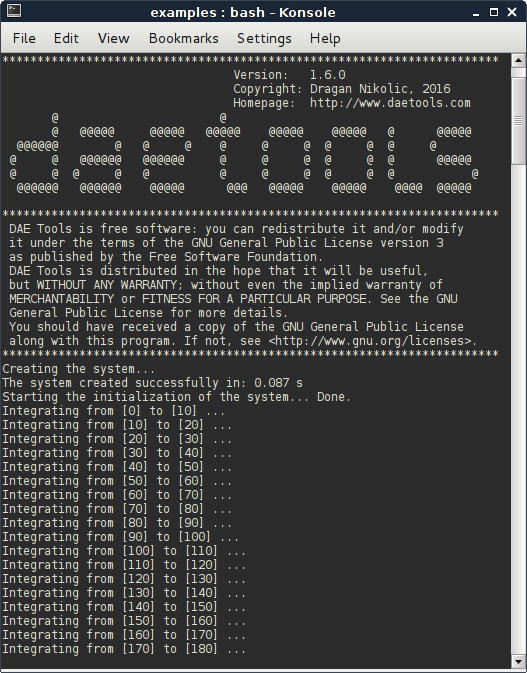 examples : bash – Konsole
File Edit View Bookmarks Settings Help
***********************************************************************
Version: 1.6.0
Copyright: Dragan Nikolic, 2016
Homepage: http://www.daetools.com
@ @
@ @@@@@ @@@@@ @@@@@ @@@@@ @@@@@ @ @@@@@
@@@@@@ @ @ @ @ @ @ @ @ @ @
@ @ @@@@@@ @@@@@@ @ @ @ @ @ @ @@@@@
@ @ @ @ @ @ @ @ @ @ @ @
@@@@@@ @@@@@@ @@@@@ @@@ @@@@@ @@@@@ @@@@ @@@@@
***********************************************************************
DAE Tools is free software: you can redistribute it and/or modify
it under the terms of the GNU General Public License version 3
as published by the Free Software Foundation.
DAE Tools is distributed in the hope that it will be useful,
but WITHOUT ANY WARRANTY; without even the implied warranty of
MERCHANTABILITY or FITNESS FOR A PARTICULAR PURPOSE. See the GNU
General Public License for more details.
You should have received a copy of the GNU General Public License
along with this program. If not, see <http://www.gnu.org/licenses>.
***********************************************************************
Creating the system...
The system created successfully in: 0.087 s
Starting the initialization of the system... Done.
Integrating from [0] to [10] ...
Integrating from [10] to [20] ...
Integrating from [20] to [30] ...
Integrating from [30] to [40] ...
Integrating from [40] to [50] ...
Integrating from [50] to [60] ...
Integrating from [60] to [70] ...
Integrating from [70] to [80] ...
Integrating from [80] to [90] ...
Integrating from [90] to [100] ...
Integrating from [100] to [110] ...
Integrating from [110] to [120] ...
Integrating from [120] to [130] ...
Integrating from [130] to [140] ...
Integrating from [140] to [150] ...
Integrating from [150] to [160] ...
Integrating from [160] to [170] ...
Integrating from [170] to [180] ...